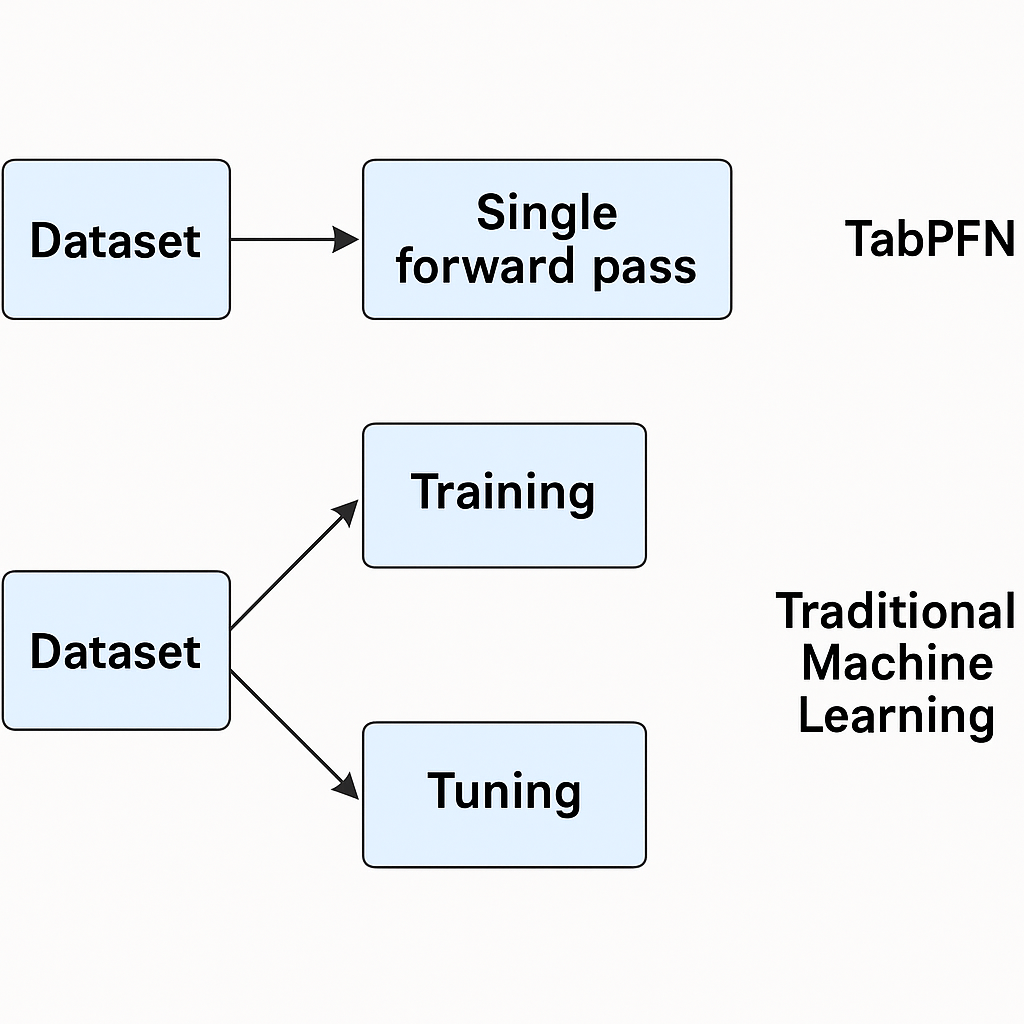 Dataset
Single
forward pass
TabPFN
Training
Dataset
Traditional
Machine
Learning
Tuning